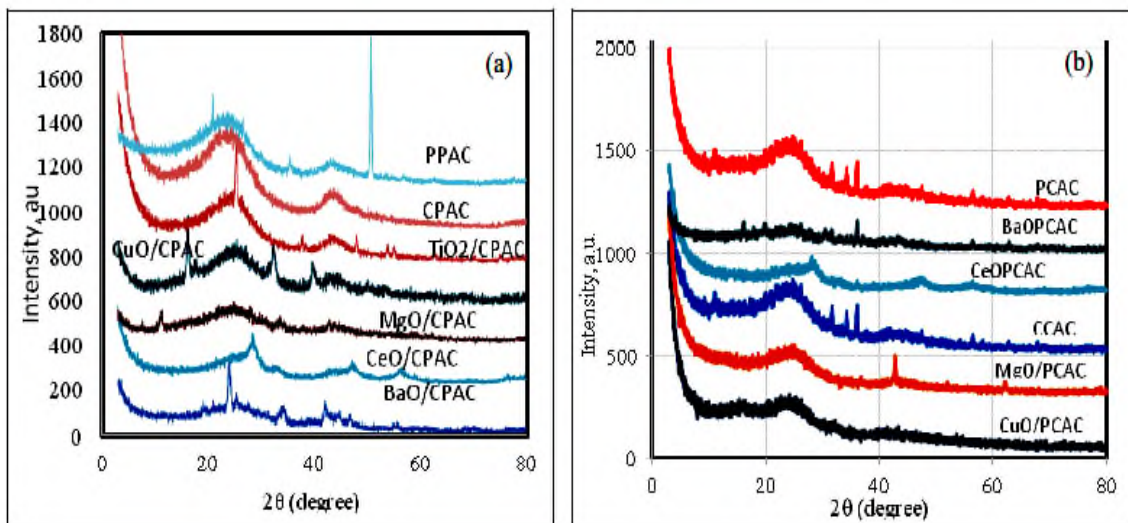 1800
1600
1400
1200
1000
800
600
400
200
0
Intensity, au
(a)
PPAC
CPAC
TiO2/CPAC
CuO/CPAC
MgO/CPAC
CeO/CPAC
BaO/CPAC
0 20 40 60 80
2θ (degree)
2000
1500
1000
500
0
Intensity, a.u.
(b)
PCAC
BaOPCAC
CeOPCAC
CCAC
MgO/PCAC
CuO/PCAC
0 20 40 60 80
2θ (degree)